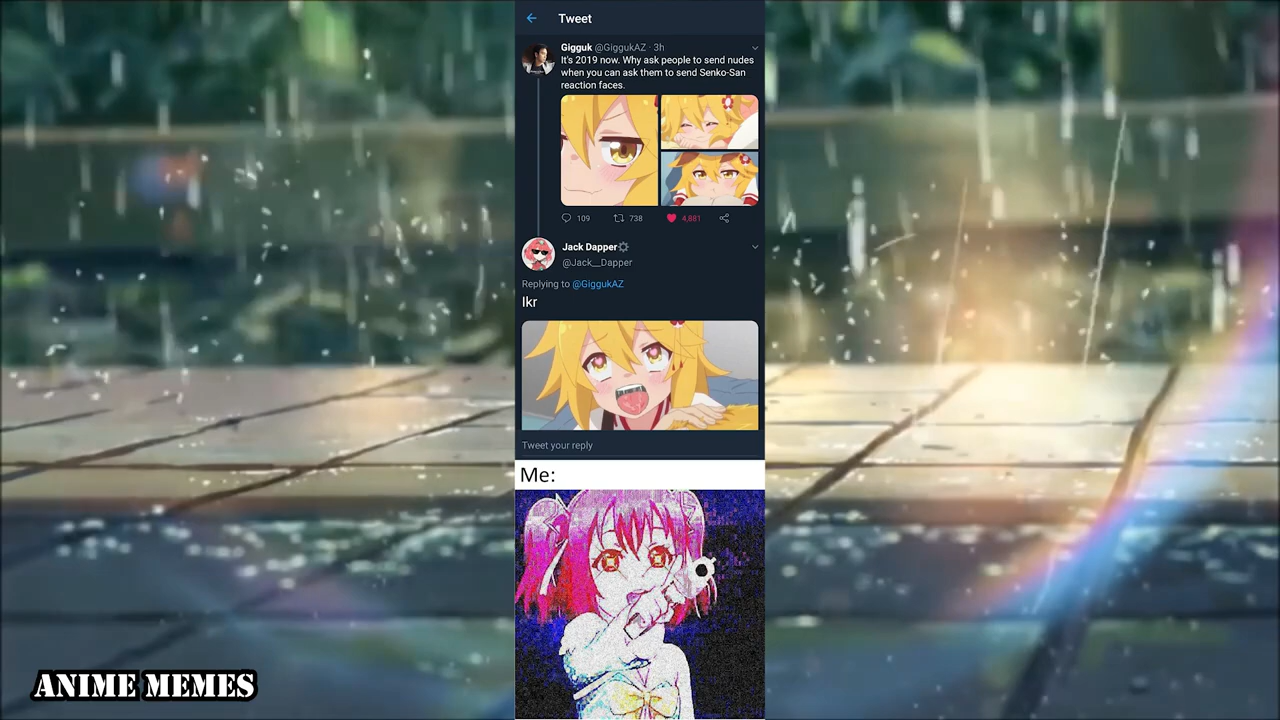 Tweet
Gigguk @GiggukAZ · 3h
It's 2019 now. Why ask people to send nudes
when you can ask them to send Senko-San
reaction faces.
109 738 4,881
Jack Dapper
@Jack__Dapper
Replying to @GiggukAZ
Ikr
Tweet your reply
Me:
ANIME MEMES